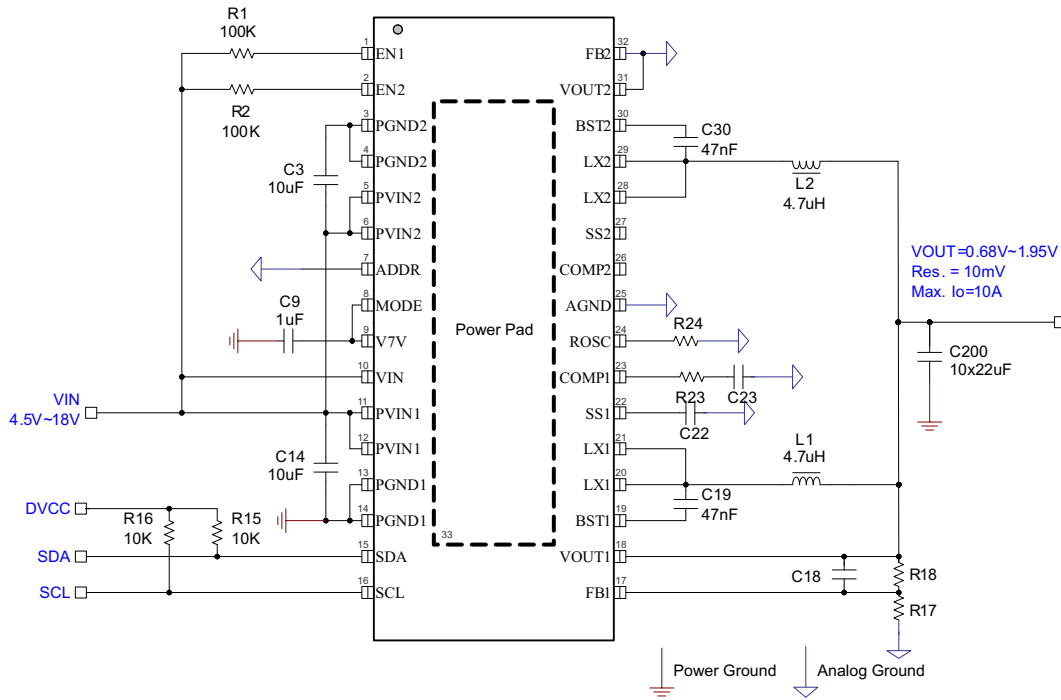 R1
100K
R2
100K
C3
10uF
C9
1uF
VIN
4.5V~18V
C14
10uF
DVCC
R16
10K
R15
10K
SDA
SCL
1
EN1
2
EN2
3
PGND2
4
PGND2
5
PVIN2
6
PVIN2
7
ADDR
8
MODE
9
V7V
10
VIN
11
PVIN1
12
PVIN1
13
PGND1
14
PGND1
15
SDA
16
SCL
Power Pad
33
32
FB2
31
VOUT2
30
BST2
29
LX2
28
LX2
27
SS2
26
COMP2
25
AGND
24
ROSC
23
COMP1
22
SS1
21
LX1
20
LX1
19
BST1
18
VOUT1
17
FB1
C30
47nF
L2
4.7uH
VOUT=0.68V~1.95V
Res. = 10mV
Max. Io=10A
R24
C200
10x22uF
R23
C23
C22
L1
4.7uH
C19
47nF
C18
R18
R17
Power Ground
Analog Ground